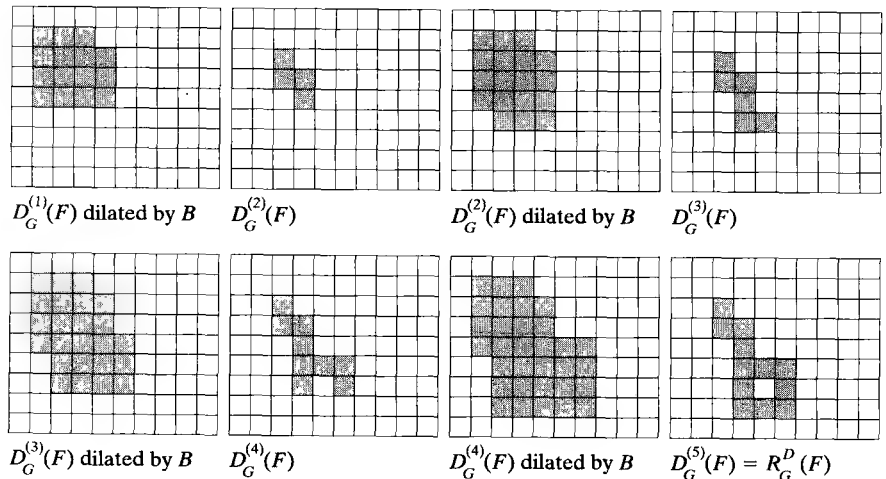 D_G^{(1)}(F) dilated by B
D_G^{(2)}(F)
D_G^{(2)}(F) dilated by B
D_G^{(3)}(F)
D_G^{(3)}(F) dilated by B
D_G^{(4)}(F)
D_G^{(4)}(F) dilated by B
D_G^{(5)}(F) = R_G^D (F)